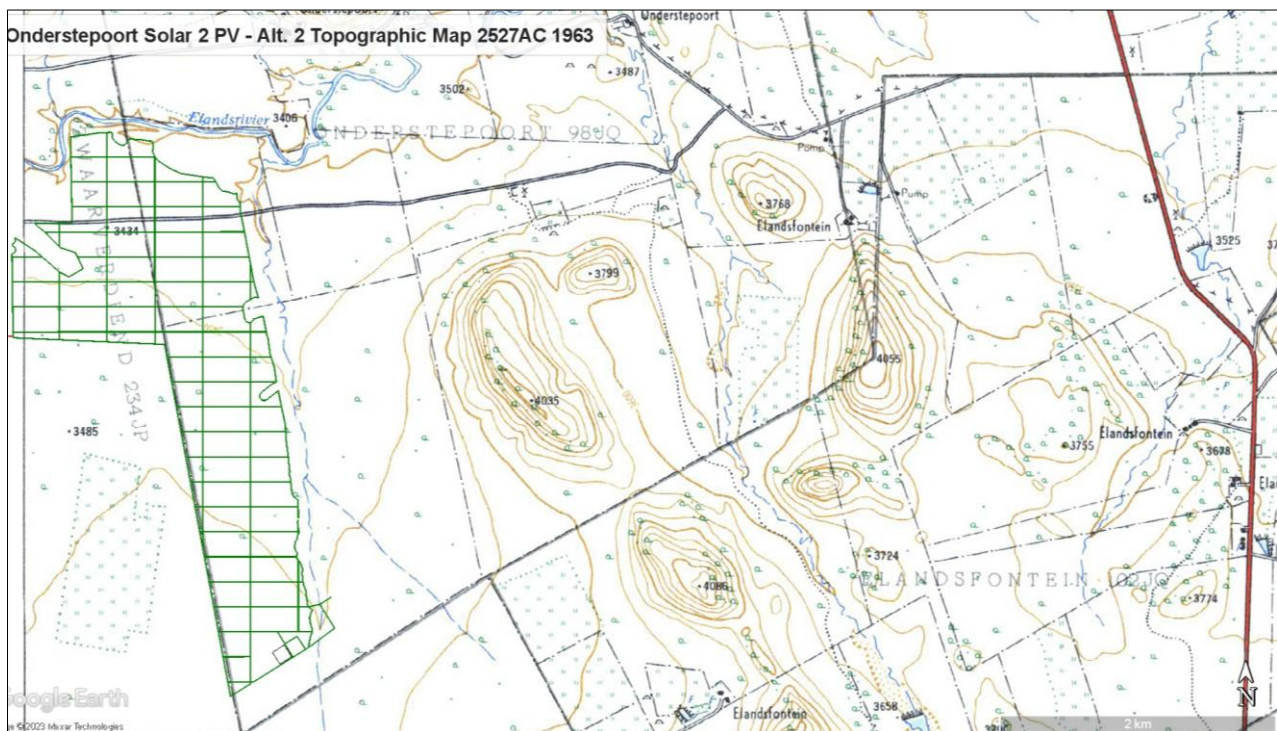 Onderstepoort
Onderstepoort Solar 2 PV - Alt. 2 Topographic Map 2527AC 1963
3487
3502
Elandsrivier
3406
ONDERSTEPOORT 98JQ
Pomp
Pump
3768
Elandsfontein
3434
3525
3799
ZWAARVERDIEND 234JP
4055
4035
3485
3755
Elandsfontein
3678
3724
ELANDSFONTEIN 102JQ
4086
3774
Elandsfontein
3658
Google Earth
©2023 Maxar Technologies
2 km
N